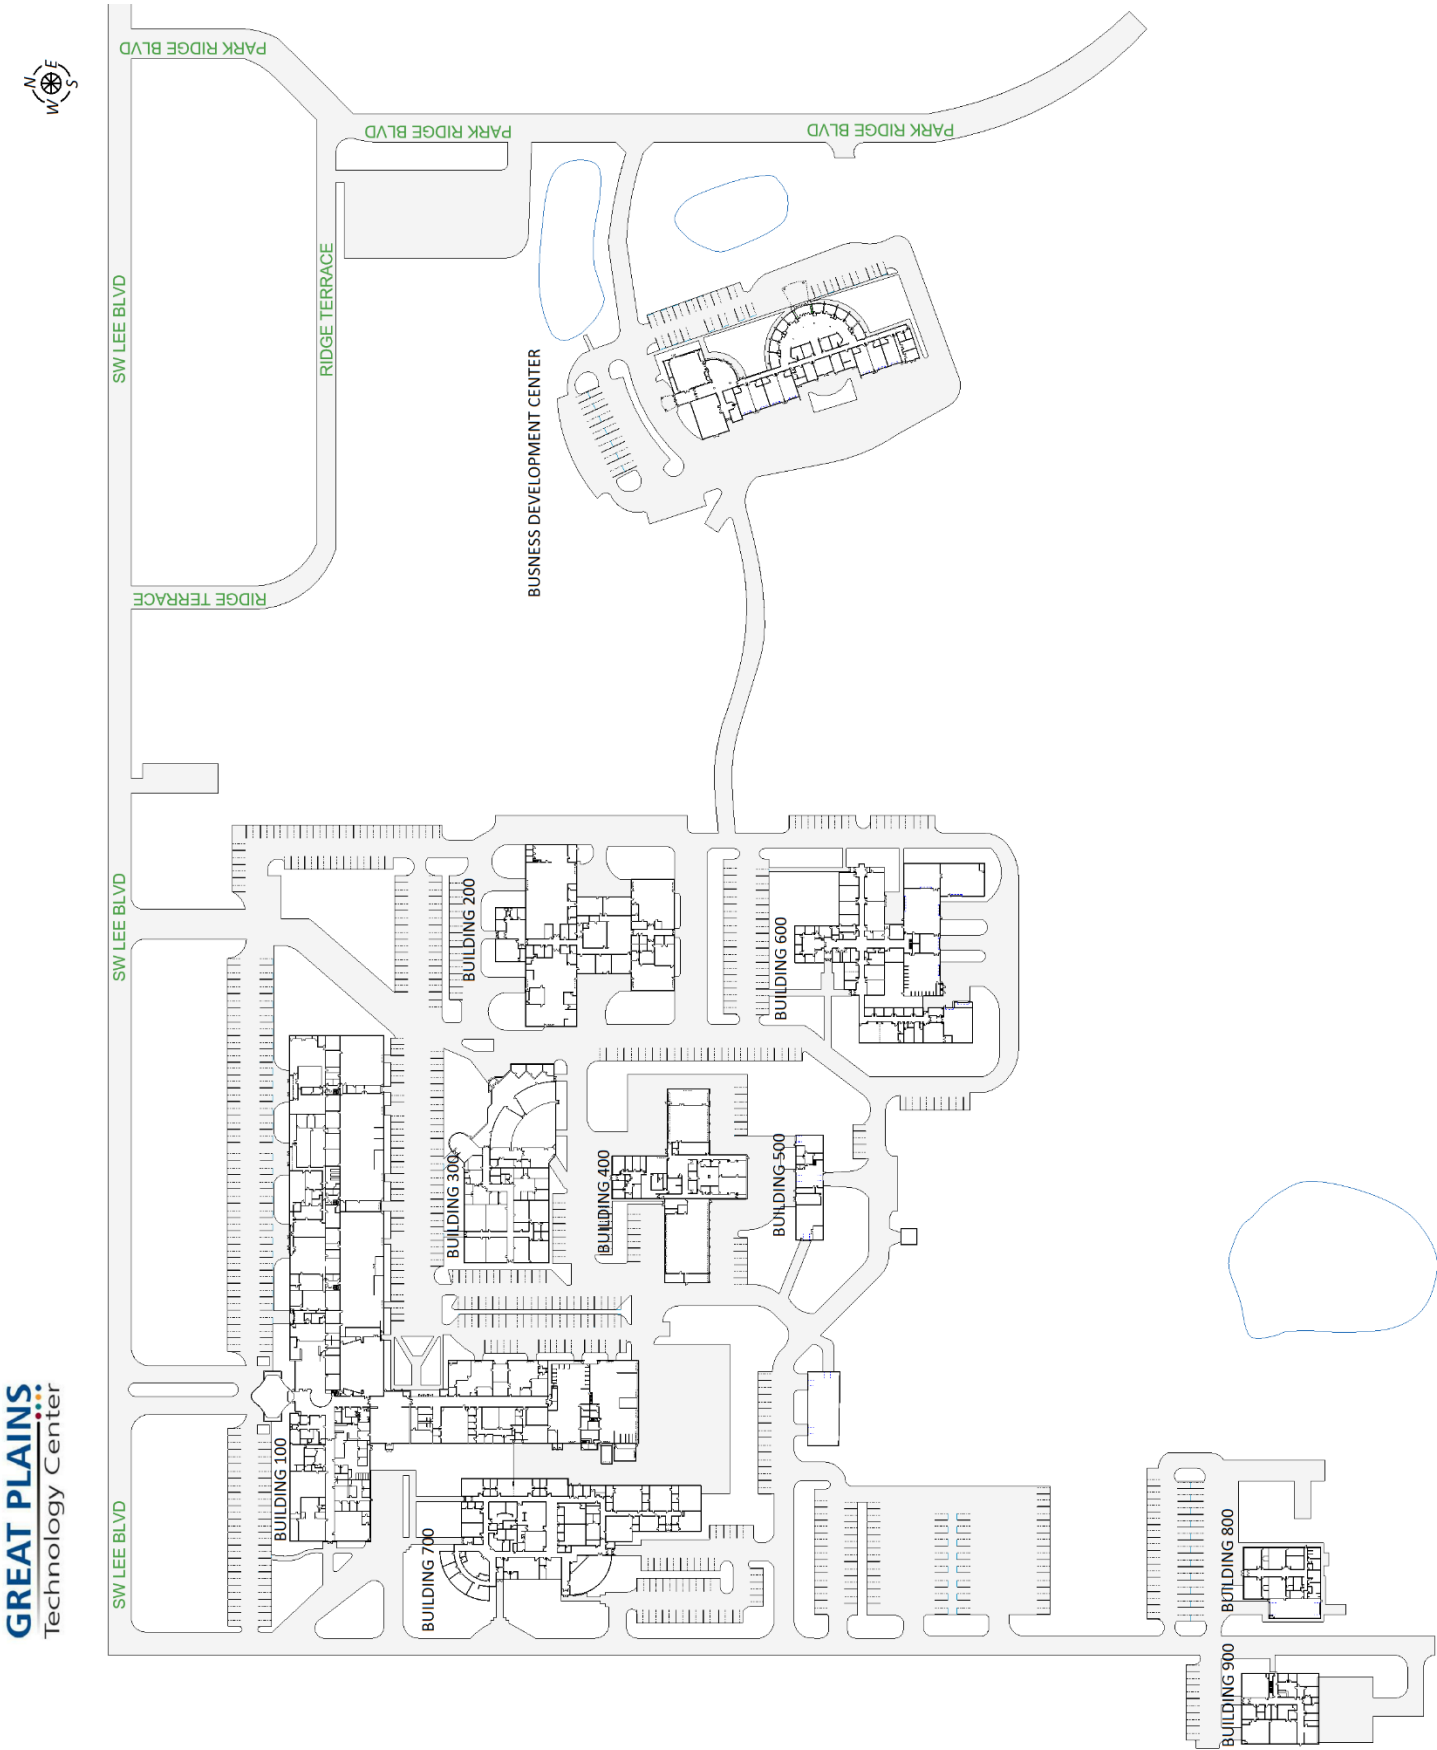 GREAT PLAINS
Technology Center
N
E
S
W
PARK RIDGE BLVD
PARK RIDGE BLVD
PARK RIDGE BLVD
SW LEE BLVD
RIDGE TERRACE
RIDGE TERRACE
BUSNESS DEVELOPMENT CENTER
SW LEE BLVD
BUILDING 200
BUILDING 600
BUILDING 300
BUILDING 400
BUILDING 500
SW LEE BLVD
BUILDING 100
BUILDING 700
BUILDING 800
BUILDING 900